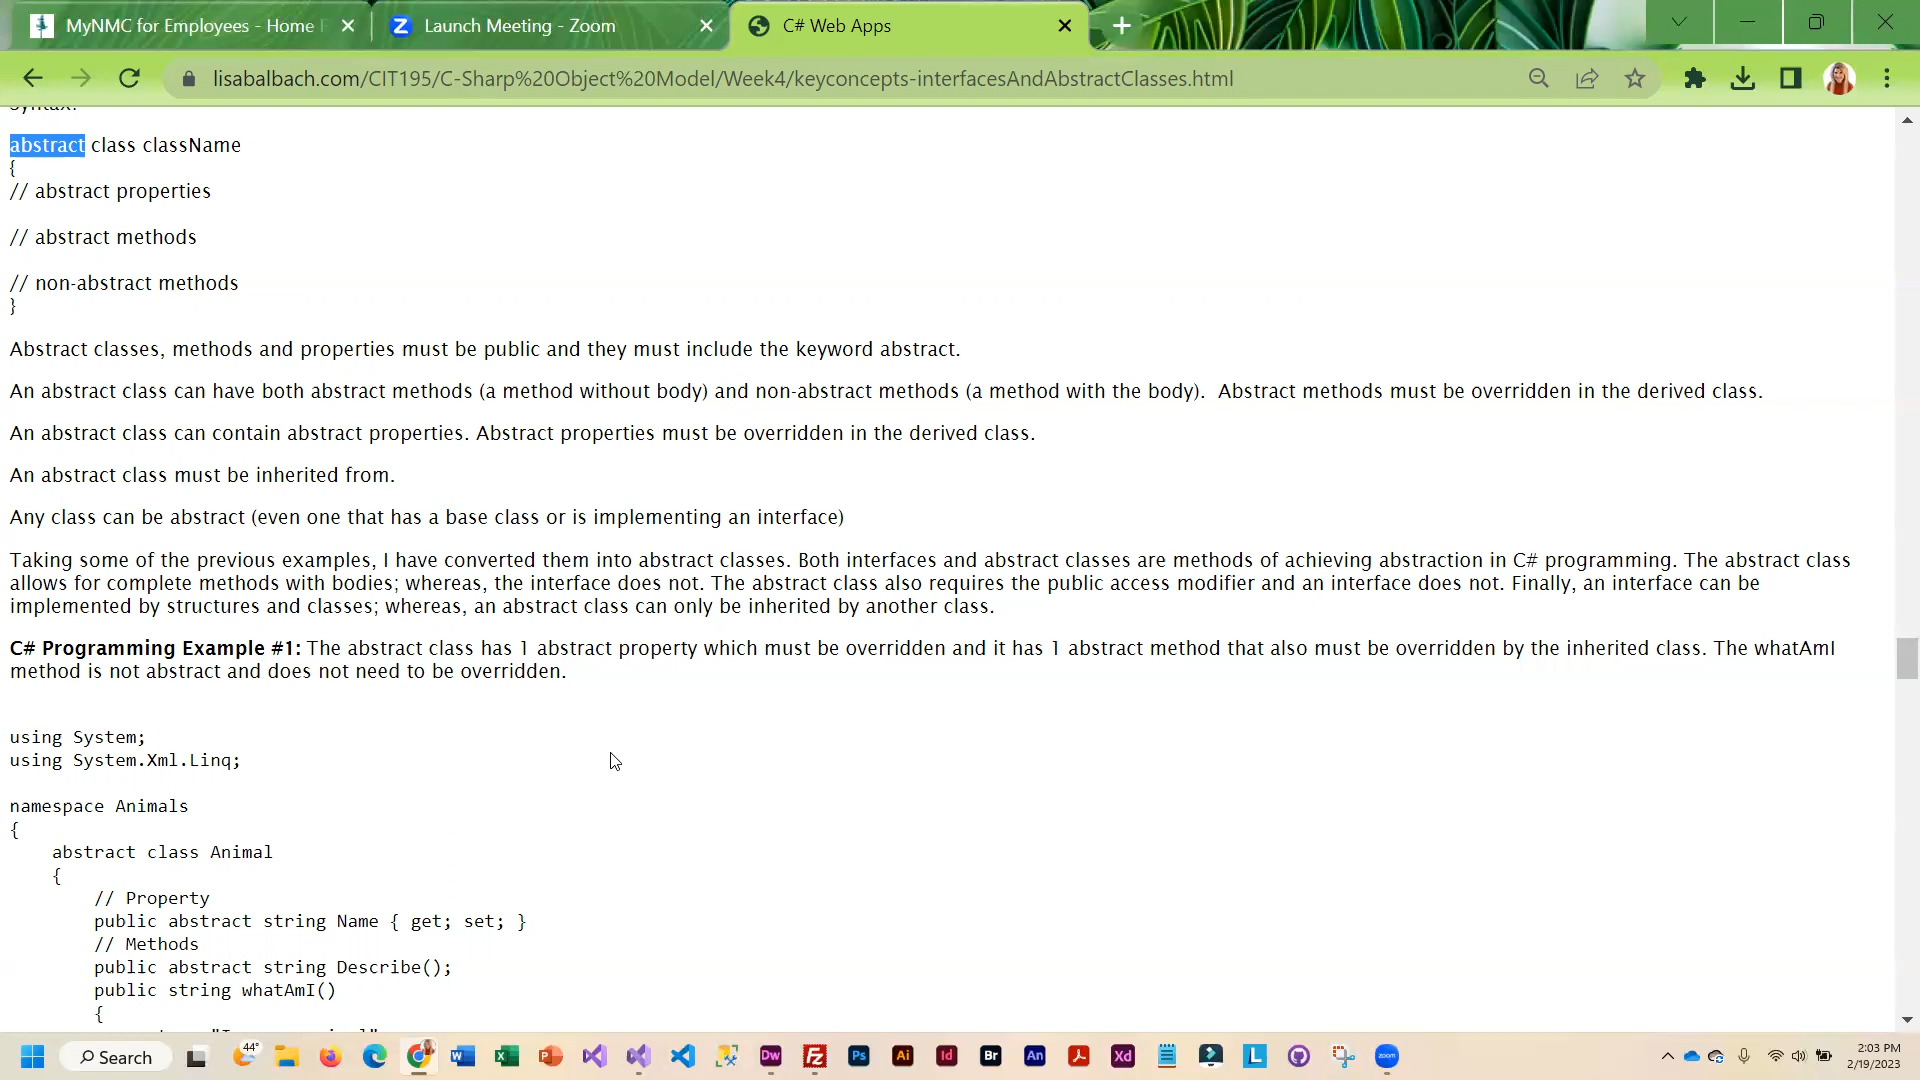 MyNMC for Employees - Home
Launch Meeting - Zoom
C# Web Apps
lisabalbach.com/CIT195/C-Sharp%20Object%20Model/Week4/keyconcepts-interfacesAndAbstractClasses.html
abstract class className
{
// abstract properties
// abstract methods
// non-abstract methods
}
Abstract classes, methods and properties must be public and they must include the keyword abstract.
An abstract class can have both abstract methods (a method without body) and non-abstract methods (a method with the body).  Abstract methods must be overridden in the derived class.
An abstract class can contain abstract properties. Abstract properties must be overridden in the derived class.
An abstract class must be inherited from.
Any class can be abstract (even one that has a base class or is implementing an interface)
Taking some of the previous examples, I have converted them into abstract classes. Both interfaces and abstract classes are methods of achieving abstraction in C# programming. The abstract class
allows for complete methods with bodies; whereas, the interface does not. The abstract class also requires the public access modifier and an interface does not. Finally, an interface can be
implemented by structures and classes; whereas, an abstract class can only be inherited by another class.
C# Programming Example #1: The abstract class has 1 abstract property which must be overridden and it has 1 abstract method that also must be overridden by the inherited class. The whatAmI
method is not abstract and does not need to be overridden.
using System;
using System.Xml.Linq;
namespace Animals
{
abstract class Animal
{
// Property
public abstract string Name { get; set; }
// Methods
public abstract string Describe();
public string whatAmI()
{
Search
44°
2:03 PM
2/19/2023